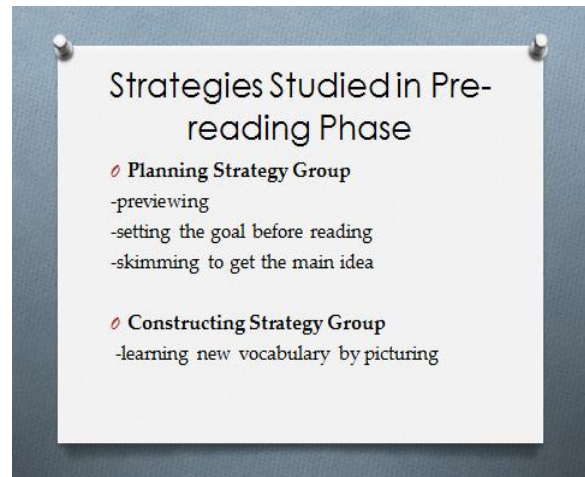 Strategies Studied in Pre-
reading Phase
Planning Strategy Group
-previewing
-setting the goal before reading
-skimming to get the main idea
Constructing Strategy Group
-learning new vocabulary by picturing